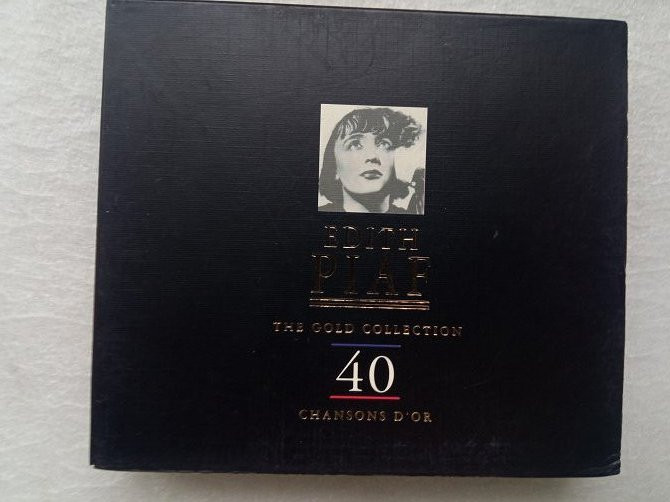 EDITH
PIAF
THE GOLD COLLECTION
40
CHANSONS D'OR